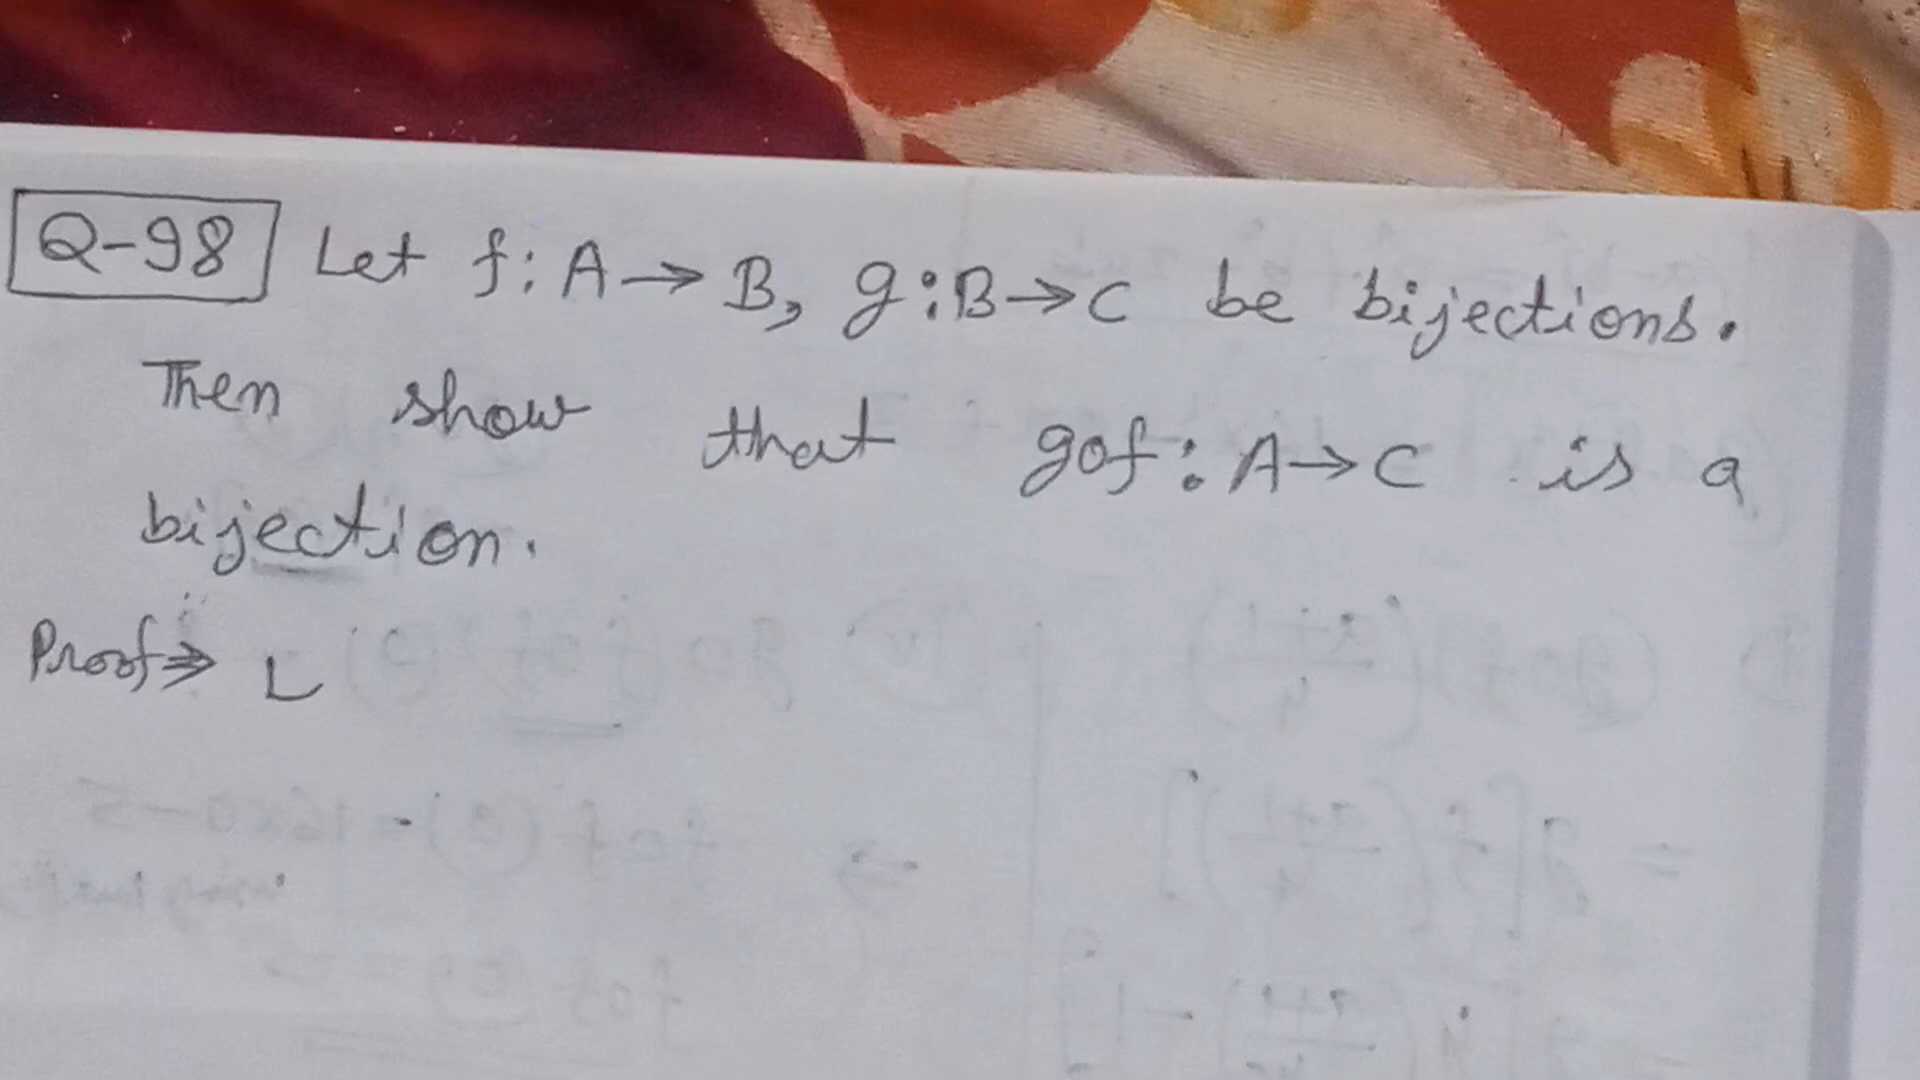 Q-98 Let f: A → B, g: B → C be bijections.
Then show that gof: A → C is a
bijection.
Proof ⇒ L